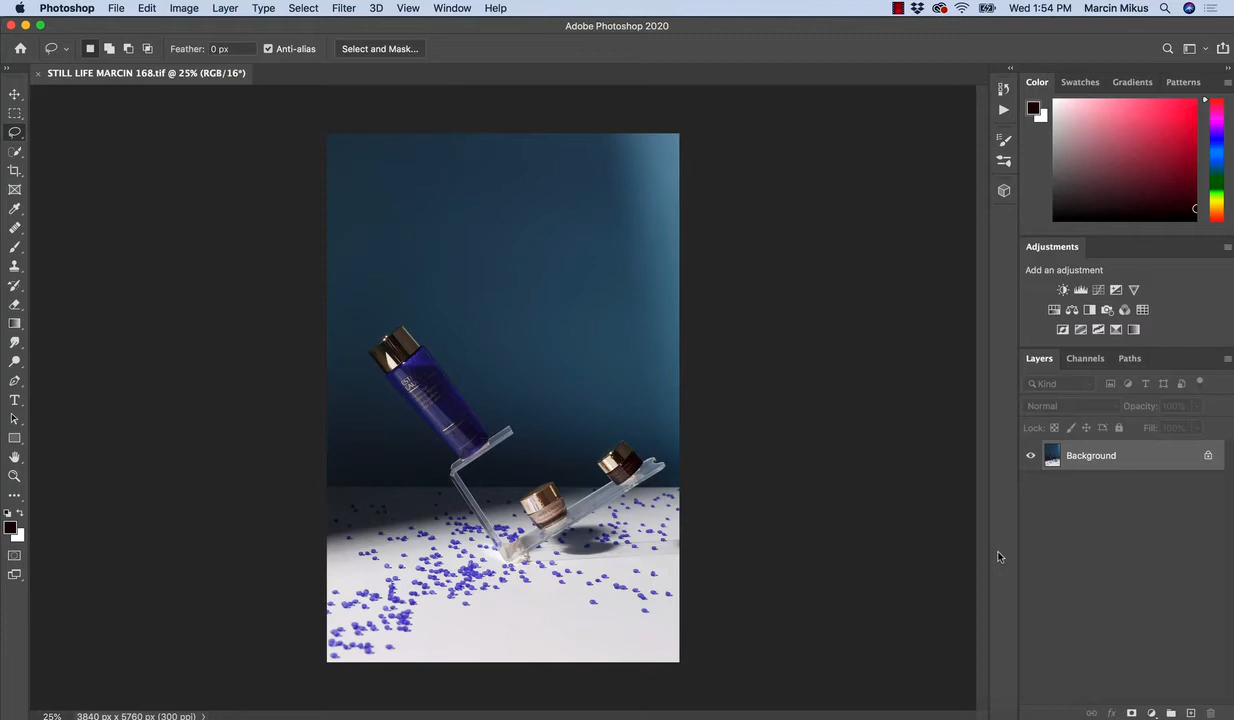 Photoshop File Edit Image Layer Type Select Filter 3D View Window Help Wed 1:54 PM Marcin Mikus
Adobe Photoshop 2020
Feather: 0 px Anti-alias Select and Mask...
× STILL LIFE MARCIN 168.tif @ 25% (RGB/16*)
Color Swatches Gradients Patterns
Adjustments
Add an adjustment
Layers Channels Paths
Kind
Normal Opacity: 100%
Lock: Fill: 100%
Background
25% 3840 px x 5760 px (300 ppi)